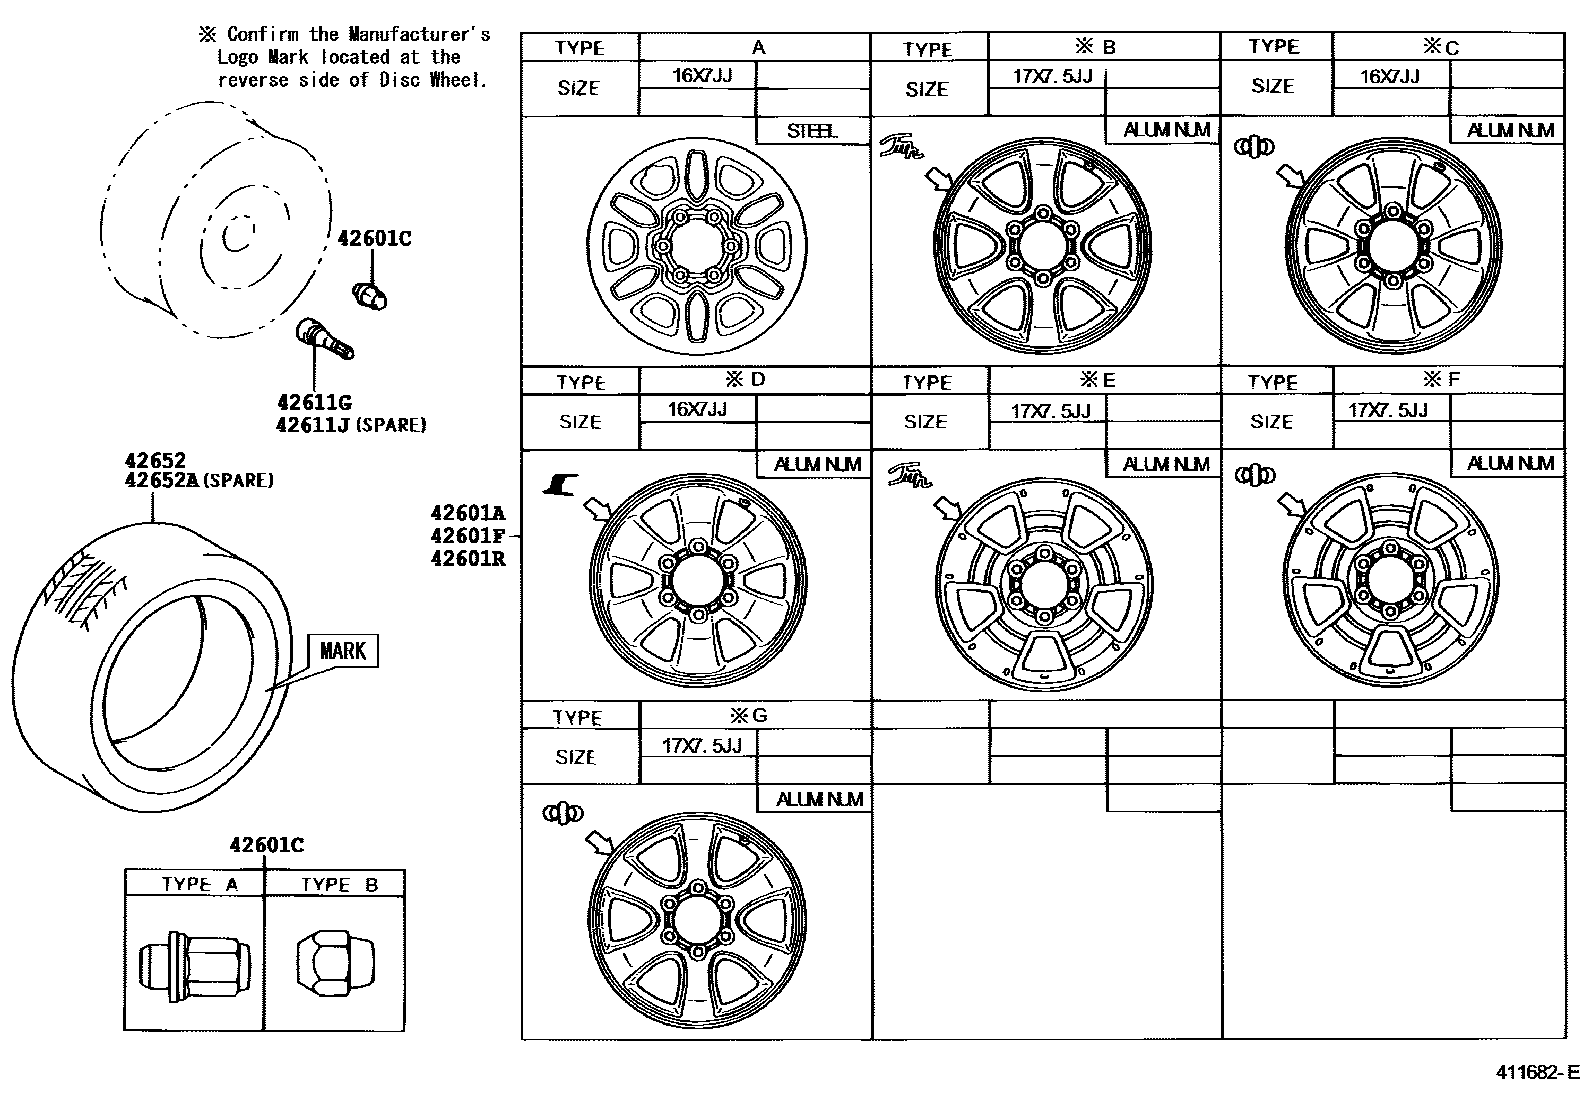 ※ Confirm the Manufacturer's
Logo Mark located at the
reverse side of Disc Wheel.
42601C
42611G
42611J (SPARE)
42652
42652A (SPARE)
MARK
42601C
TYPE A
TYPE B
42601A
42601F
42601R
TYPE A
SIZE 16X7JJ
STEEL
TYPE ※ B
SIZE 17X7.5JJ
ALUMINUM
TYPE ※C
SIZE 16X7JJ
ALUMINUM
TYPE ※ D
SIZE 16X7JJ
ALUMINUM
TYPE ※ E
SIZE 17X7.5JJ
ALUMINUM
TYPE ※ F
SIZE 17X7.5JJ
ALUMINUM
TYPE ※G
SIZE 17X7.5JJ
ALUMINUM
411682-E